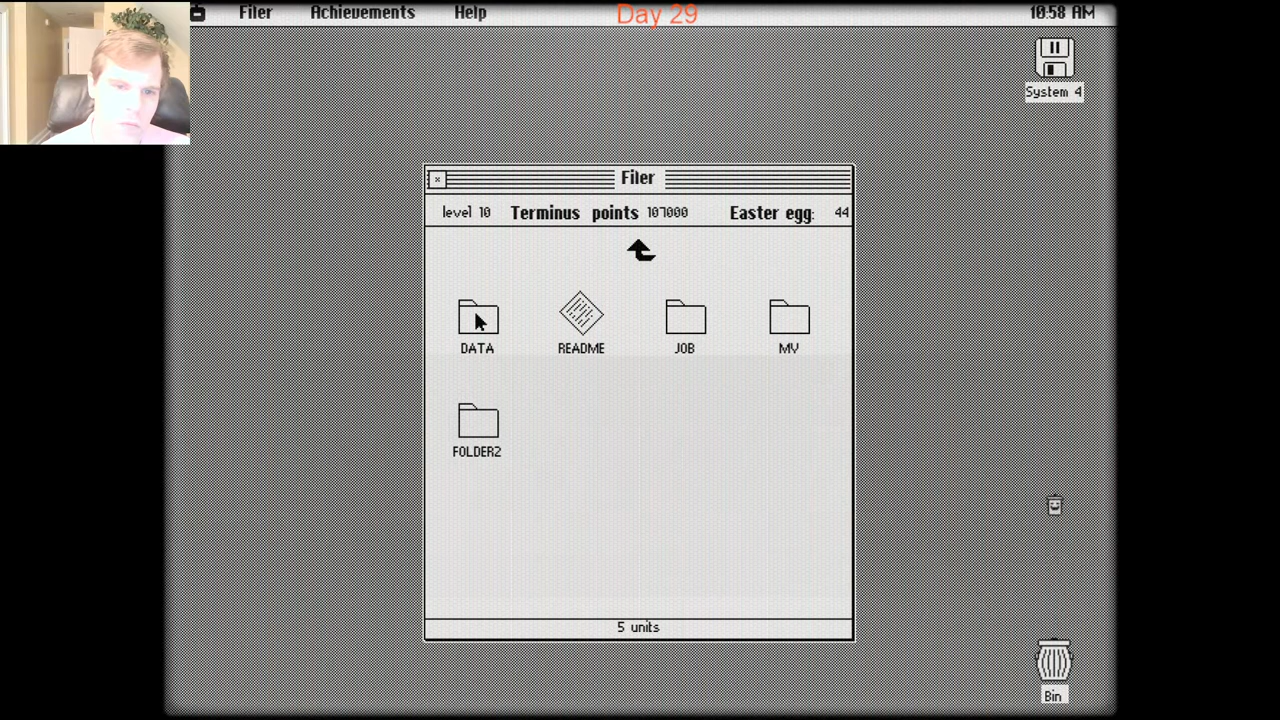 Filer Achievements Help Day 29 10:58 AM
System 4
Filer
level 10 Terminus points 107000 Easter egg: 44
DATA README JOB MY
FOLDER2
5 units
Bin